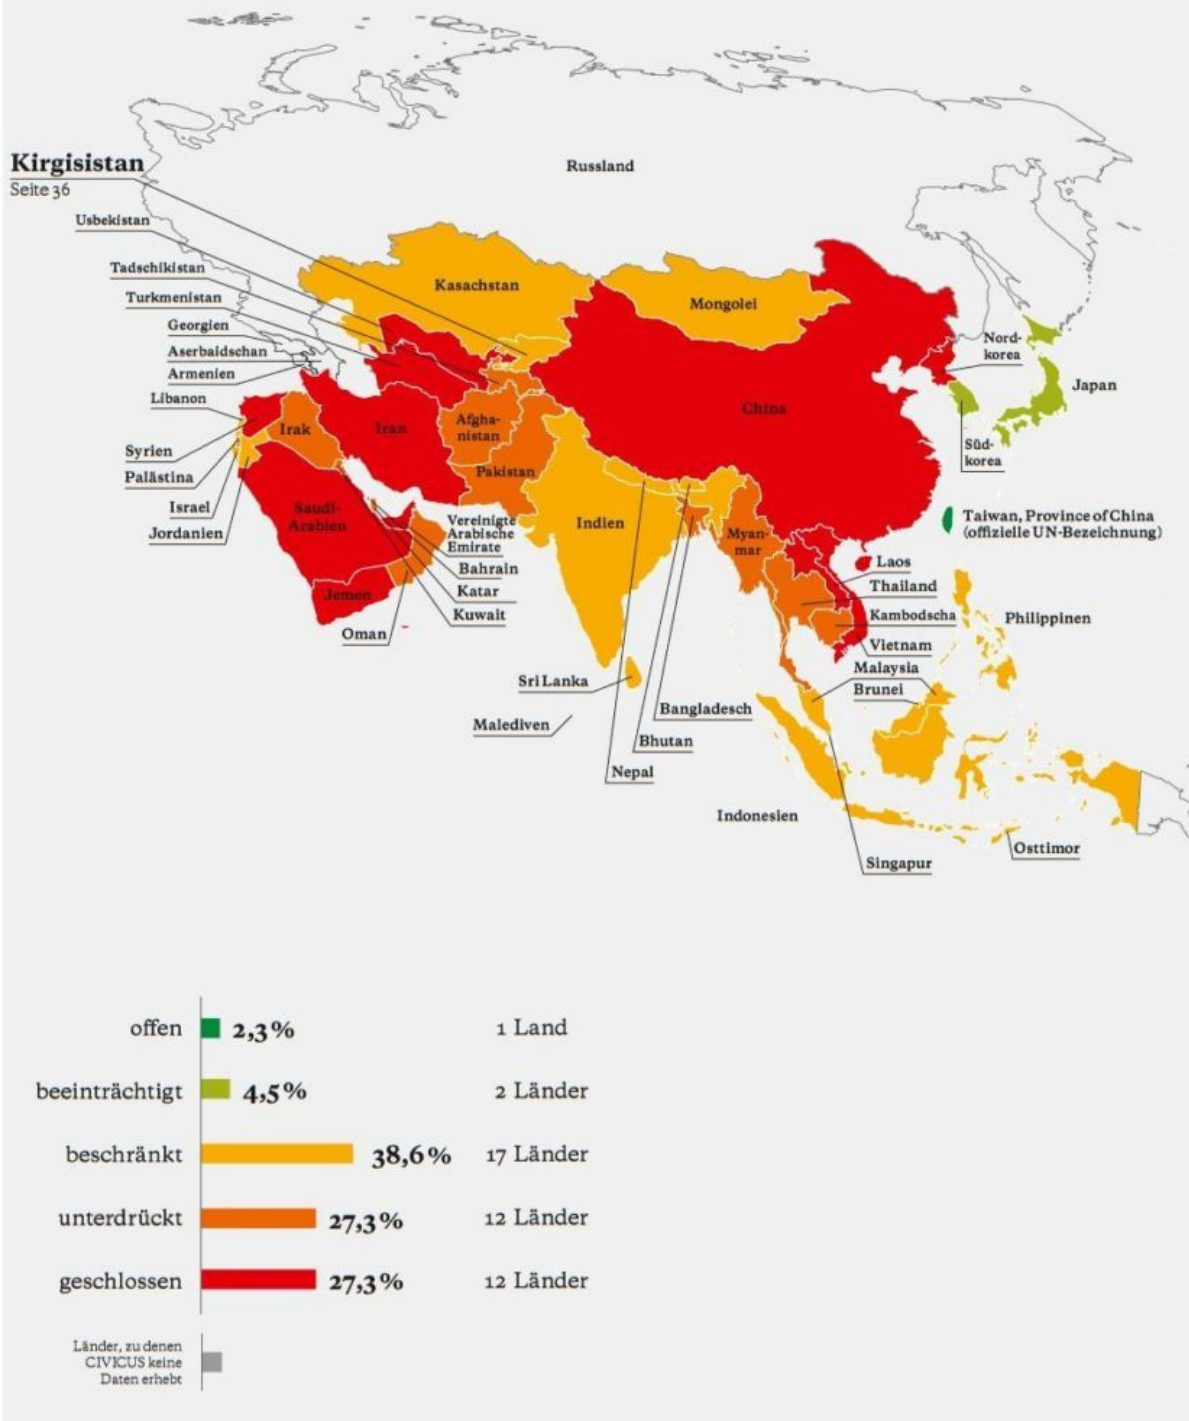 Russland
Kirgisistan
Seite 36
Usbekistan
Tadschikistan
Turkmenistan
Georgien
Aserbaidschan
Armenien
Libanon
Syrien
Palästina
Israel
Jordanien
Kasachstan
Mongolei
China
Nord-
korea
Japan
Süd-
korea
Taiwan, Province of China
(offizielle UN-Bezeichnung)
Irak
Iran
Afgha-
nistan
Pakistan
Saudi-
Arabien
Jemen
Oman
Vereinigte
Arabische
Emirate
Bahrain
Katar
Kuwait
Indien
Myan-
mar
Laos
Thailand
Kambodscha
Vietnam
Philippinen
Malaysia
Brunei
Sri Lanka
Malediven
Bangladesch
Bhutan
Nepal
Indonesien
Singapur
Osttimor
offen 2,3% 1 Land
beeinträchtigt 4,5% 2 Länder
beschränkt 38,6% 17 Länder
unterdrückt 27,3% 12 Länder
geschlossen 27,3% 12 Länder
Länder, zu denen
CIVICUS keine
Daten erhebt